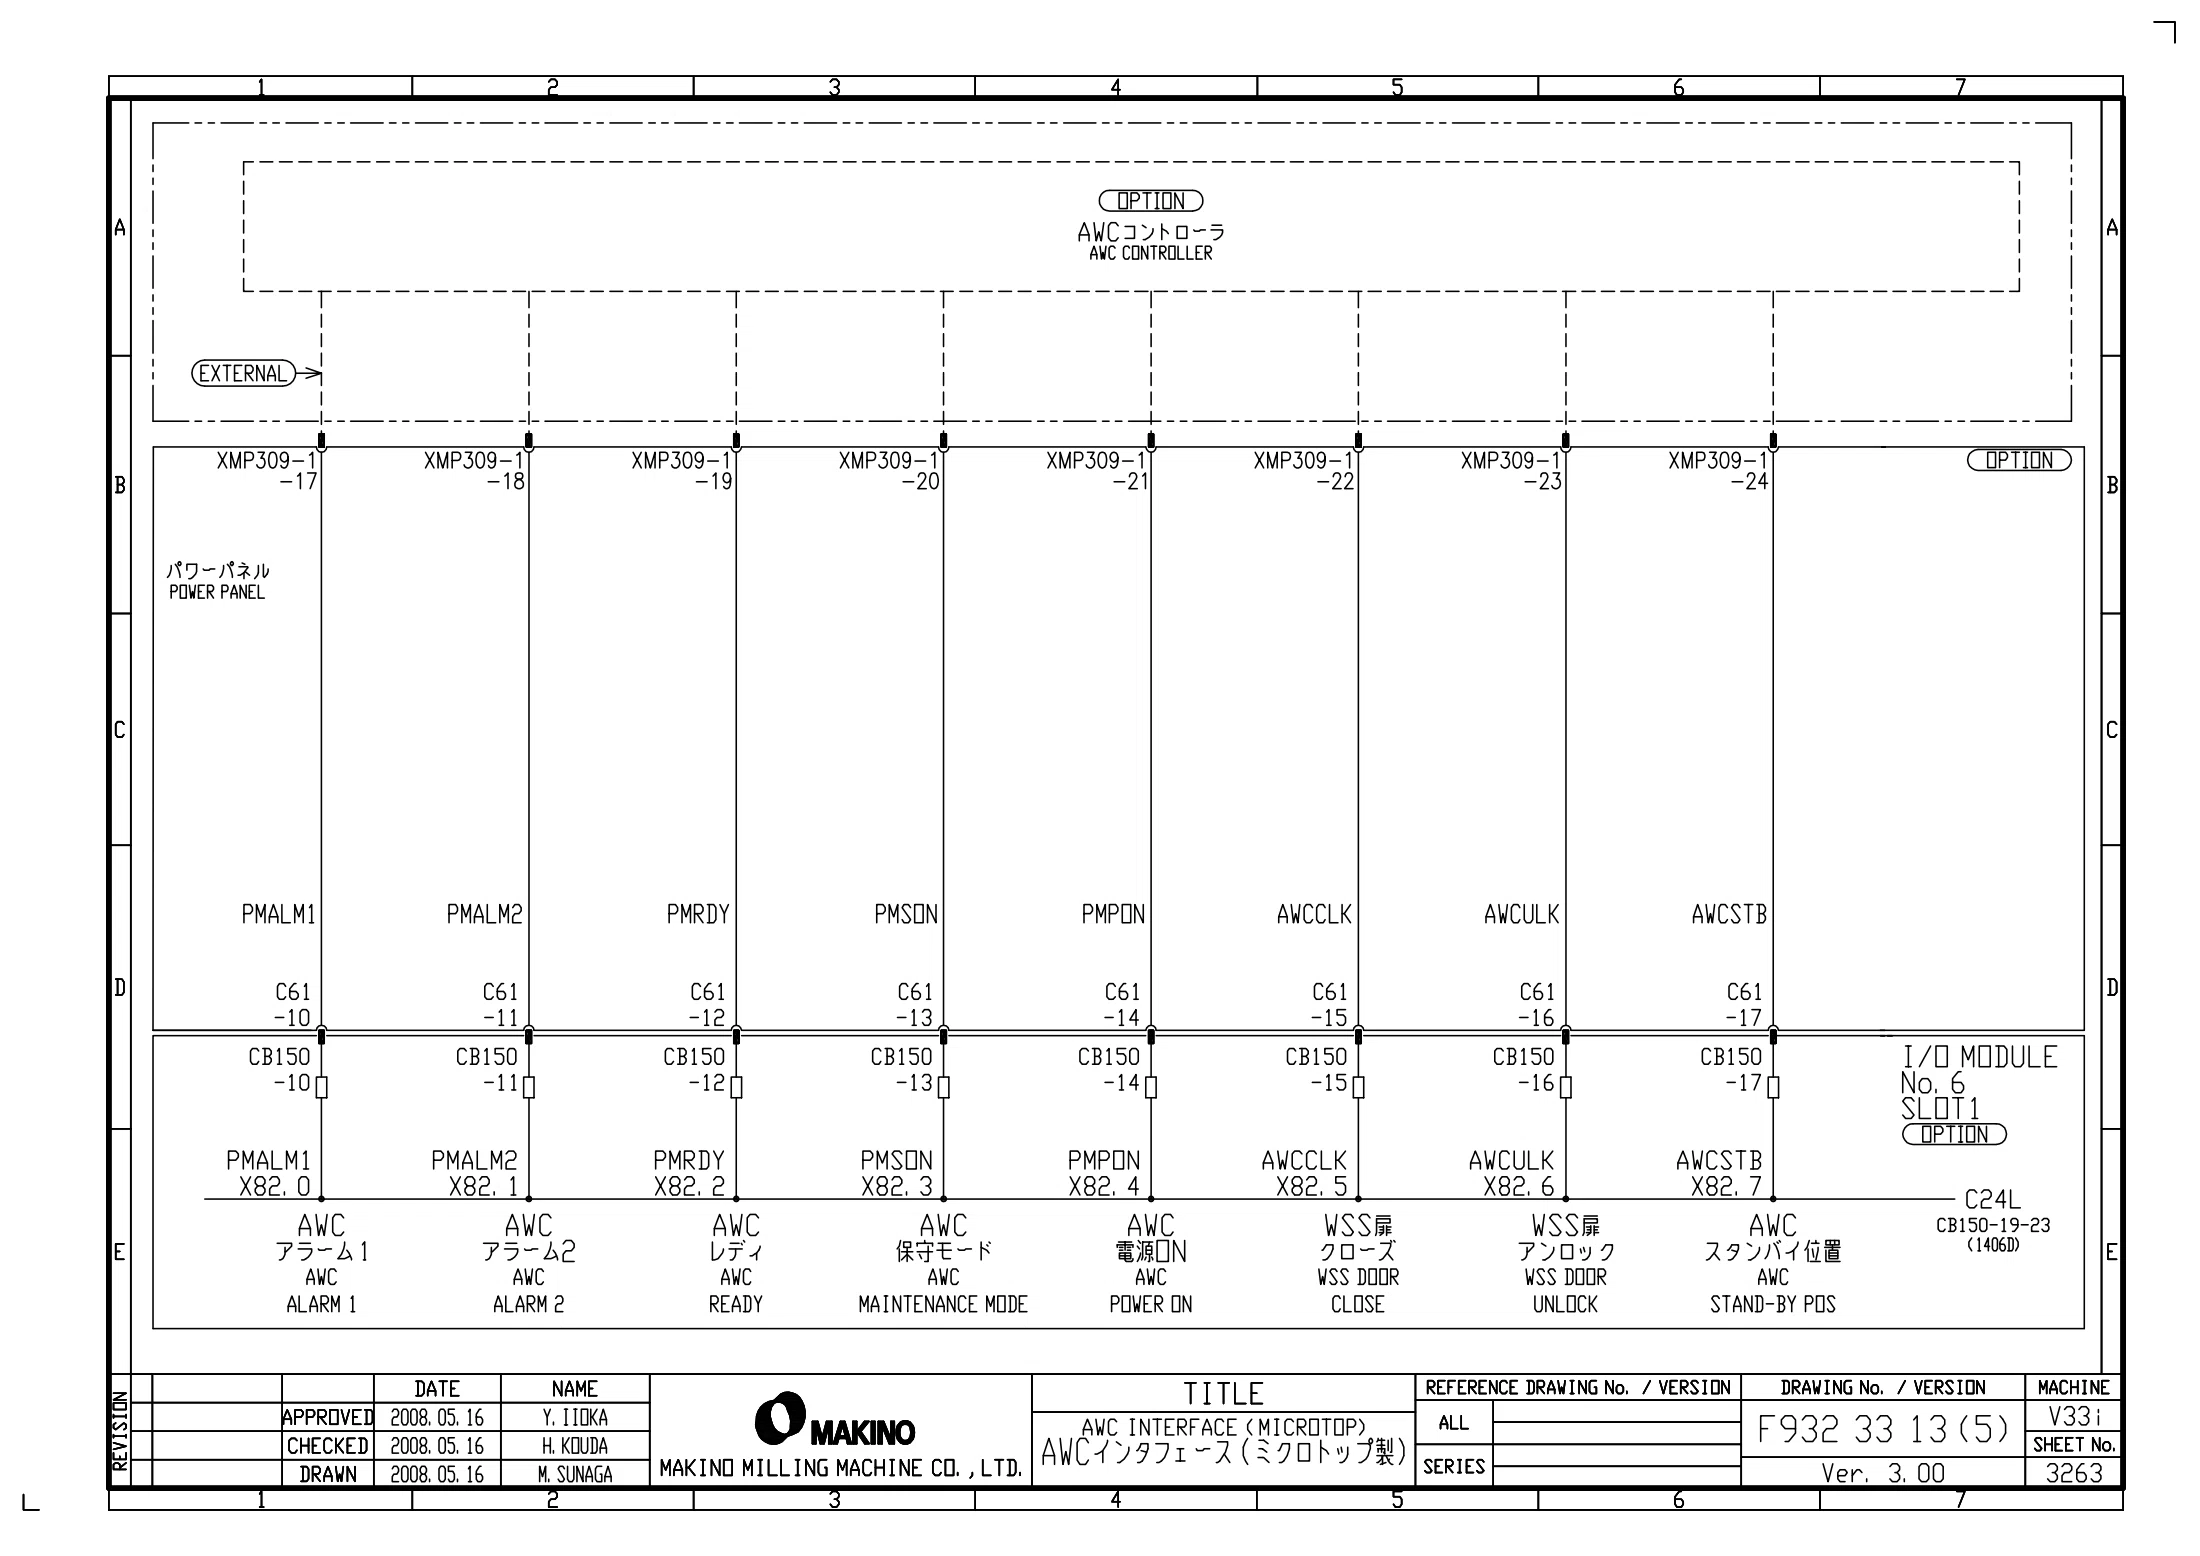 1 2 3 4 5 6 7
A A
OPTION
AWCコントローラ
AWC CONTROLLER
EXTERNAL
XMP309-1 XMP309-1 XMP309-1 XMP309-1 XMP309-1 XMP309-1 XMP309-1 XMP309-1 OPTION
-17 -18 -19 -20 -21 -22 -23 -24
B B
パワーパネル
POWER PANEL
C C
PMALM1 PMALM2 PMRDY PMSON PMPON AWCCLK AWCULK AWCSTB
D D
C61 C61 C61 C61 C61 C61 C61 C61
-10 -11 -12 -13 -14 -15 -16 -17
CB150 CB150 CB150 CB150 CB150 CB150 CB150 CB150 I/O MODULE
-10 -11 -12 -13 -14 -15 -16 -17 No. 6
SLOT1
OPTION
PMALM1 PMALM2 PMRDY PMSON PMPON AWCCLK AWCULK AWCSTB
X82. 0 X82. 1 X82. 2 X82. 3 X82. 4 X82. 5 X82. 6 X82. 7
C24L
CB150-19-23
(1406D)
E E
AWC AWC AWC AWC AWC WSS扉 WSS扉 AWC
アラーム1 アラーム2 レディ 保守モード 電源ON クローズ アンロック スタンバイ位置
AWC AWC AWC AWC AWC WSS DOOR WSS DOOR AWC
ALARM 1 ALARM 2 READY MAINTENANCE MODE POWER ON CLOSE UNLOCK STAND-BY POS
REVISION
DATE NAME
APPROVED 2008. 05. 16 Y. IIOKA
CHECKED 2008. 05. 16 H. KOUDA
DRAWN 2008. 05. 16 M. SUNAGA
MAKINO
MAKINO MILLING MACHINE CO. , LTD.
TITLE
AWC INTERFACE (MICROTOP)
AWCインタフェース(ミクロトップ製)
REFERENCE DRAWING No. / VERSION
ALL
SERIES
DRAWING No. / VERSION
F932 33 13 (5)
Ver. 3. 00
MACHINE
V33i
SHEET No.
3263
1 2 3 4 5 6 7